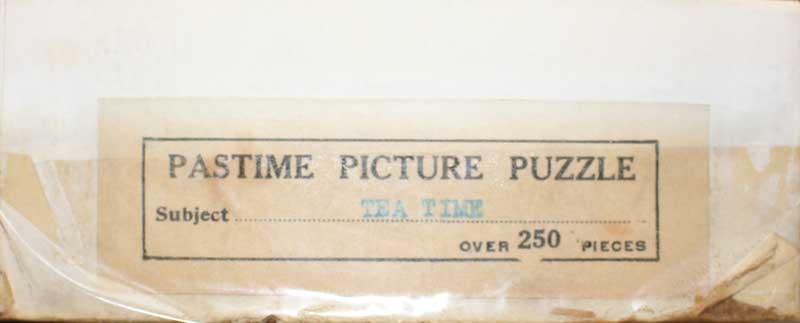 PASTIME PICTURE PUZZLE
Subject TEA TIME
OVER 250 PIECES